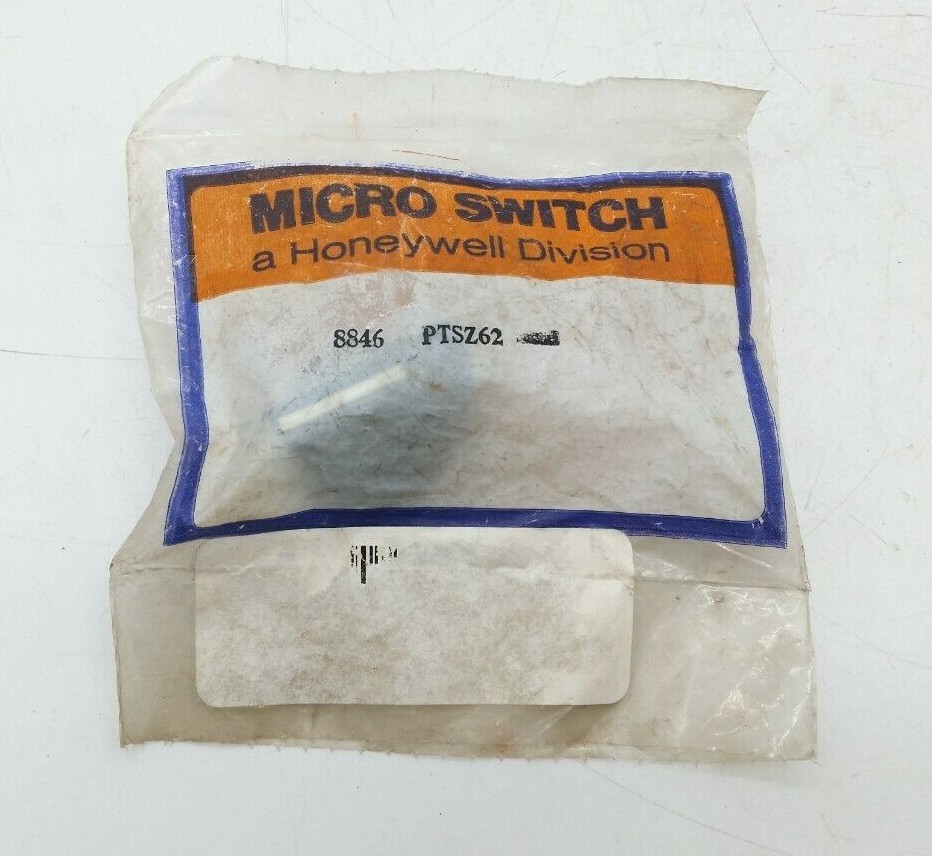 MICRO SWITCH
a Honeywell Division
8846 PTSZ62